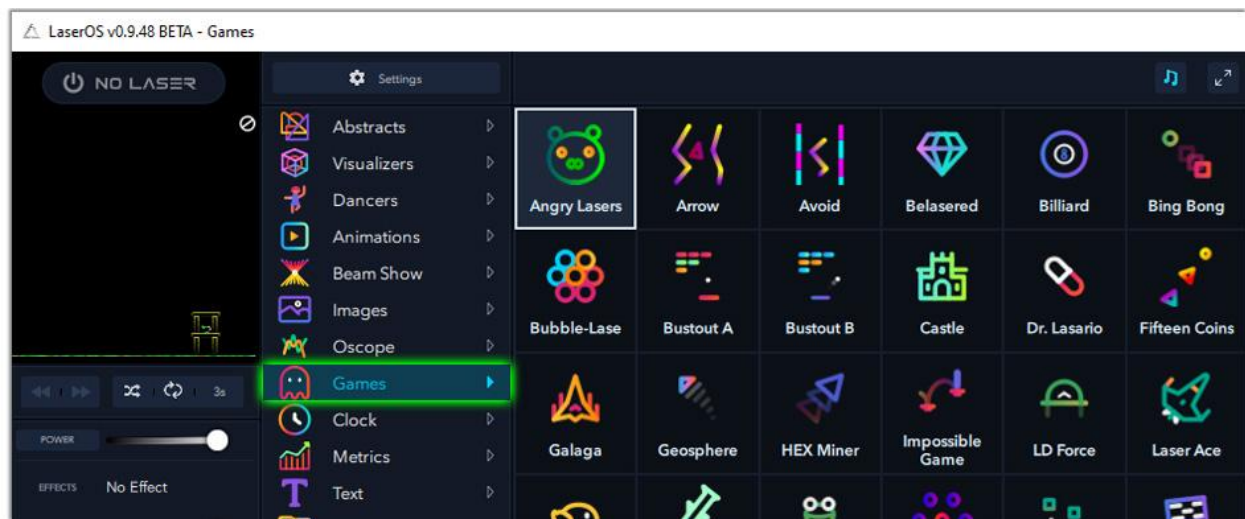 LaserOS v0.9.48 BETA - Games
NO LASER
Settings
Abstracts
Visualizers
Dancers
Animations
Beam Show
Images
Oscope
Games
Clock
Metrics
Text
3s
POWER
EFFECTS No Effect
Angry Lasers Arrow Avoid Belasered Billiard Bing Bong
Bubble-Lase Bustout A Bustout B Castle Dr. Lasario Fifteen Coins
Galaga Geosphere HEX Miner Impossible Game LD Force Laser Ace